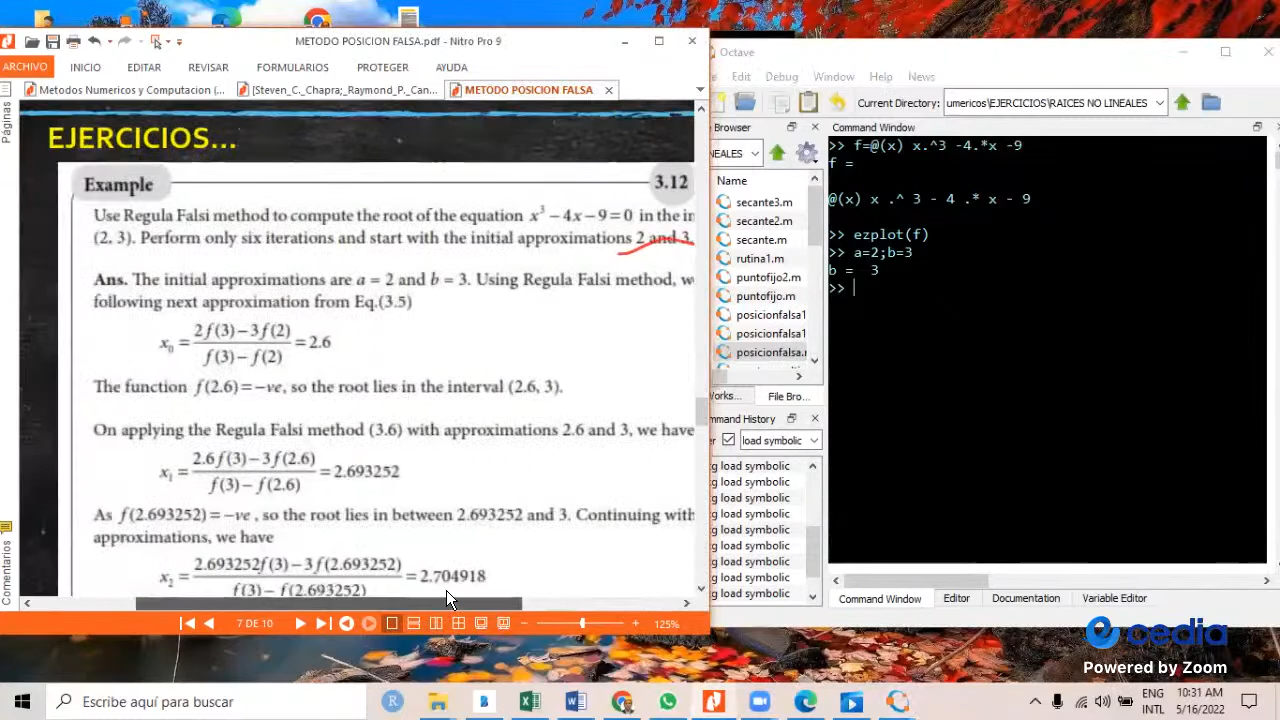 METODO POSICION FALSA.pdf - Nitro Pro 9
ARCHIVO INICIO EDITAR REVISAR FORMULARIOS PROTEGER AYUDA
Metodos Numericos y Computacion (... [Steven_C._Chapra;_Raymond_P._Can... METODO POSICION FALSA
Páginas
EJERCICIOS...
Example 3.12
Use Regula Falsi method to compute the root of the equation x³ − 4x − 9 = 0 in the in
(2, 3). Perform only six iterations and start with the initial approximations 2 and 3.
Ans. The initial approximations are a = 2 and b = 3. Using Regula Falsi method, we
following next approximation from Eq.(3.5)
x₀ = 2f(3) − 3f(2) / f(3) − f(2) = 2.6
The function f(2.6) = −ve, so the root lies in the interval (2.6, 3).
On applying the Regula Falsi method (3.6) with approximations 2.6 and 3, we have
x₁ = 2.6f(3) − 3f(2.6) / f(3) − f(2.6) = 2.693252
As f(2.693252) = −ve, so the root lies in between 2.693252 and 3. Continuing with
approximations, we have
x₂ = 2.693252f(3) − 3f(2.693252) / f(3) − f(2.693252) = 2.704918
Comentarios
7 DE 10
125%
Octave
Edit Debug Window Help News
Current Directory: umericos\EJERCICIOS\RAICES NO LINEALES
Browser
NEALES
Name
secante3.m
secante2.m
secante.m
rutina1.m
puntofijo2.m
puntofijo.m
posicionfalsa1
posicionfalsa1
posicionfalsa.
Works... File Bro...
mmand History
load symbolic
g load symbolic
g load symbolic
g load symbolic
g load symbolic
g load symbolic
g load symbolic
g load symbolic
g load symbolic
g load symbolic
Command Window
>> f=@(x) x.^3 -4.*x -9
f =
@(x) x .^ 3 - 4 .* x - 9
>> ezplot(f)
>> a=2;b=3
b = 3
>>
Command Window Editor Documentation Variable Editor
cedia
Powered by Zoom
Escribe aquí para buscar
ENG
INTL
10:31 AM
5/16/2022